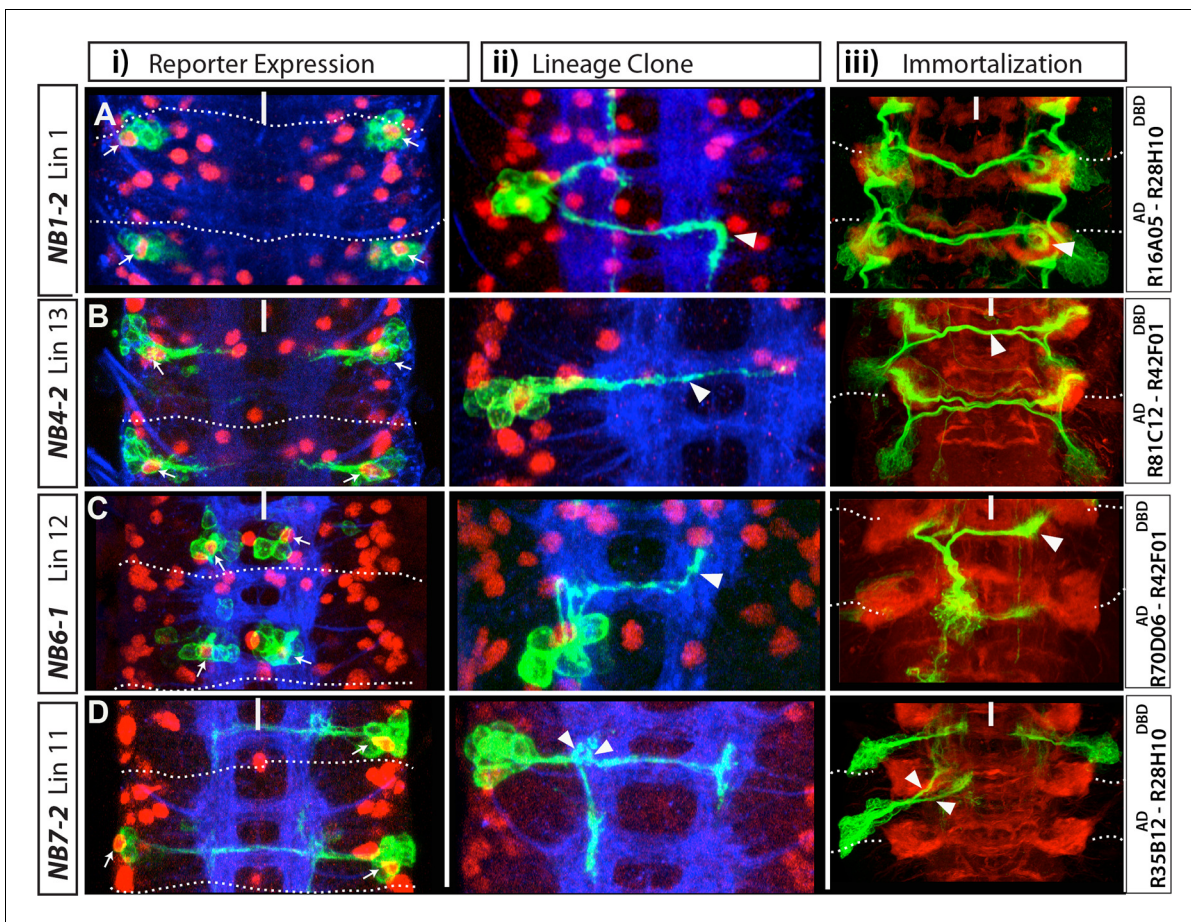 i) Reporter Expression
ii) Lineage Clone
iii) Immortalization
NB1-2 Lin 1
A
R16A05 AD - R28H10 DBD
NB4-2 Lin 13
B
R81C12 AD - R42F01 DBD
NB6-1 Lin 12
C
R70D06 AD - R42F01 DBD
NB7-2 Lin 11
D
R35B12 AD - R28H10 DBD